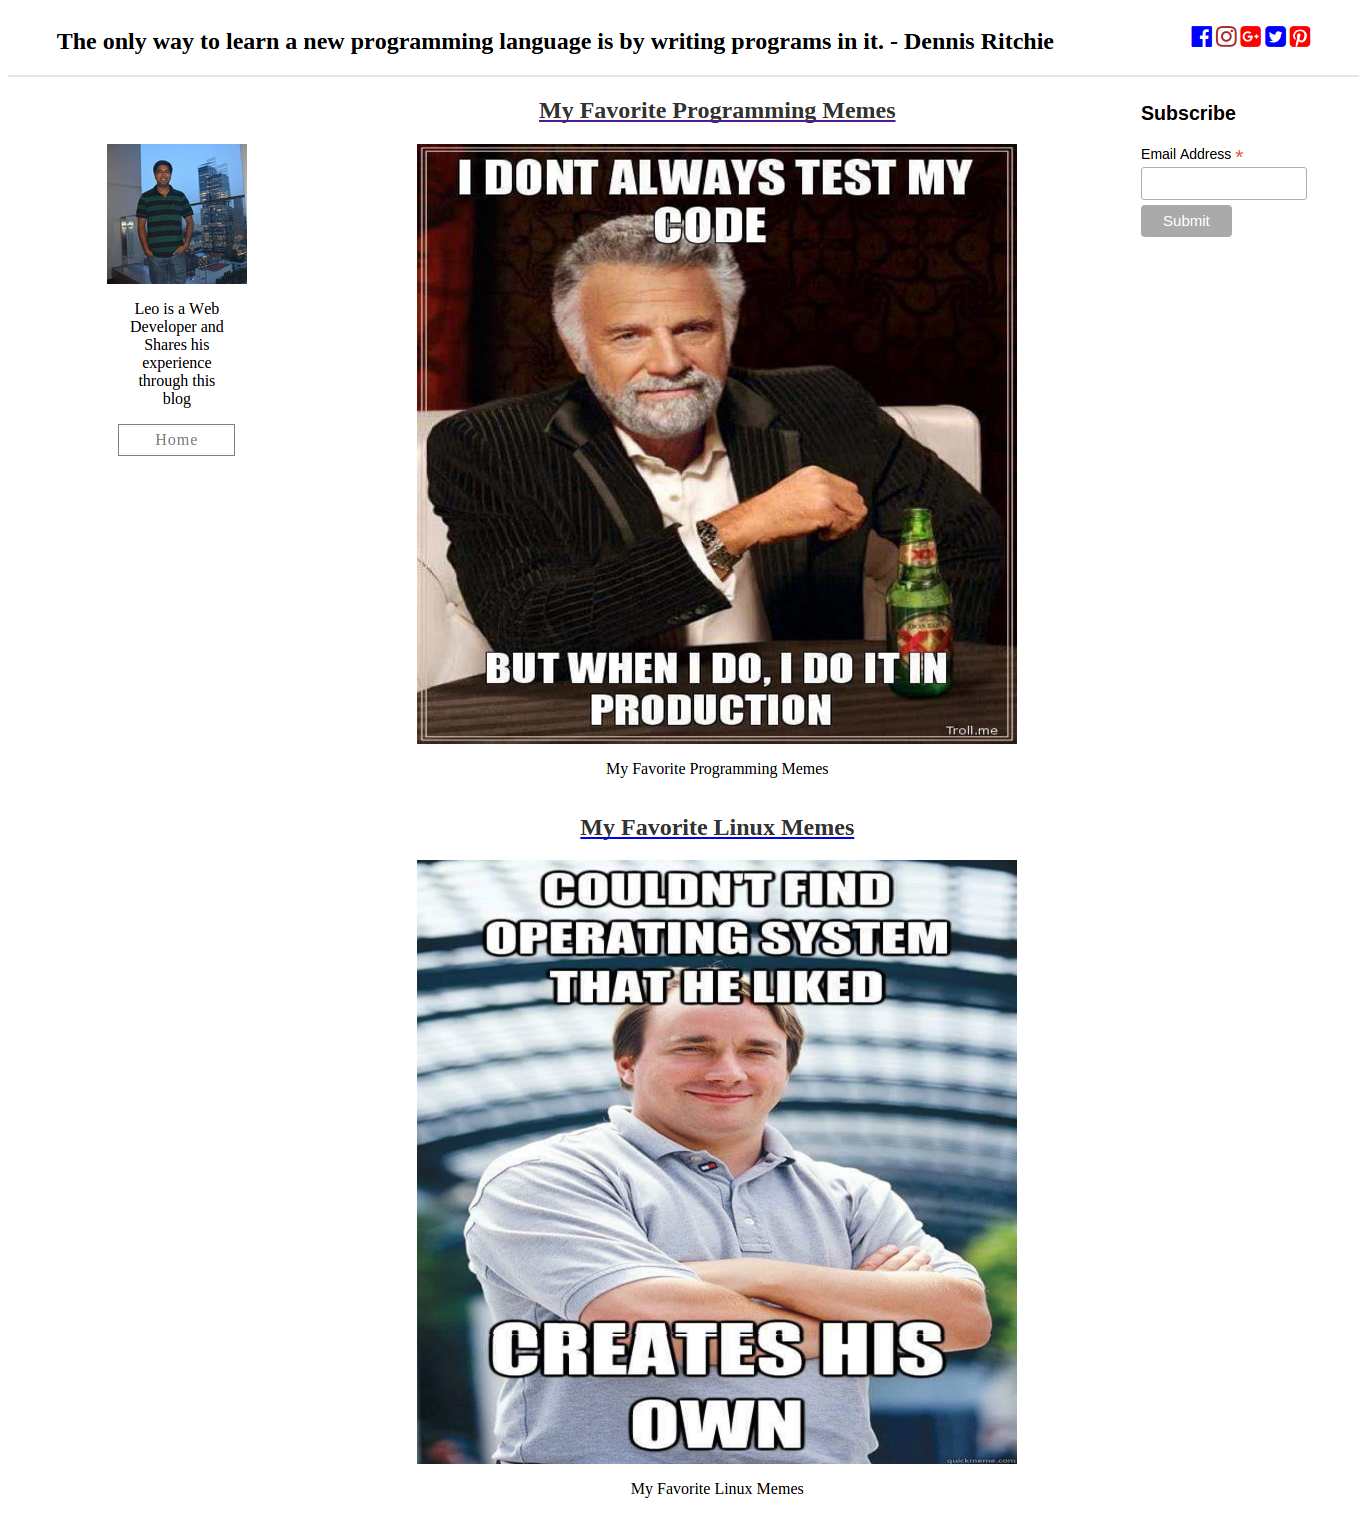 The only way to learn a new programming language is by writing programs in it. - Dennis Ritchie
Leo is a Web
Developer and
Shares his
experience
through this
blog
Home
My Favorite Programming Memes
I DONT ALWAYS TEST MY
CODE
BUT WHEN I DO, I DO IT IN
PRODUCTION
Troll.me
My Favorite Programming Memes
My Favorite Linux Memes
COULDN'T FIND
OPERATING SYSTEM
THAT HE LIKED
CREATES HIS
OWN
quickmeme.com
My Favorite Linux Memes
Subscribe
Email Address *
Submit